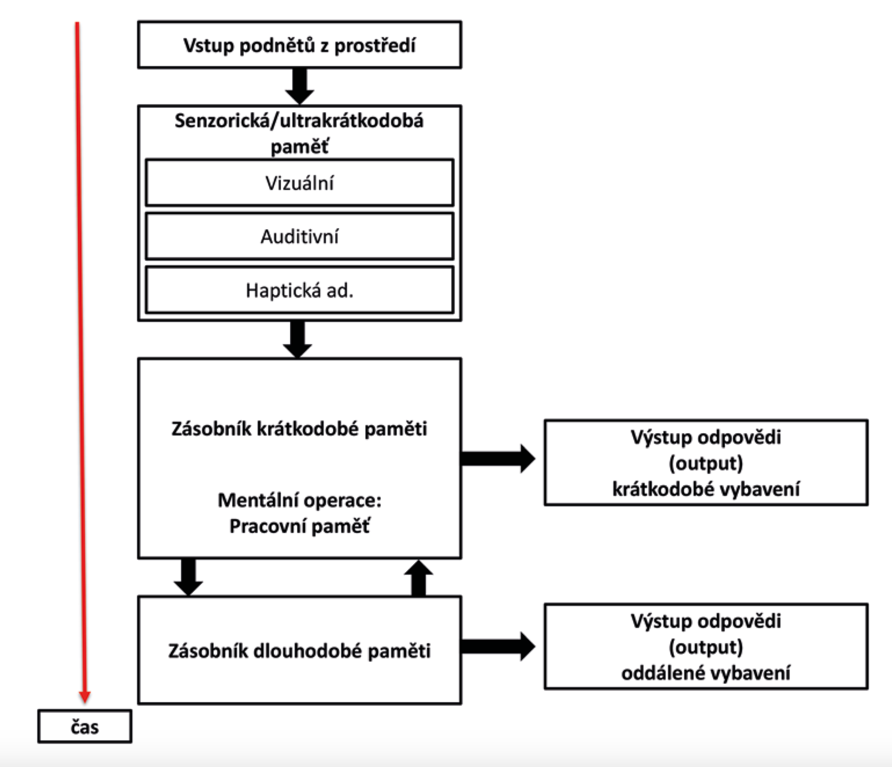 Vstup podnětů z prostředí
Senzorická/ultrakrátkodobá
paměť
Vizuální
Auditivní
Haptická ad.
Zásobník krátkodobé paměti
Mentální operace:
Pracovní paměť
Výstup odpovědi
(output)
krátkodobé vybavení
Zásobník dlouhodobé paměti
Výstup odpovědi
(output)
oddálené vybavení
čas